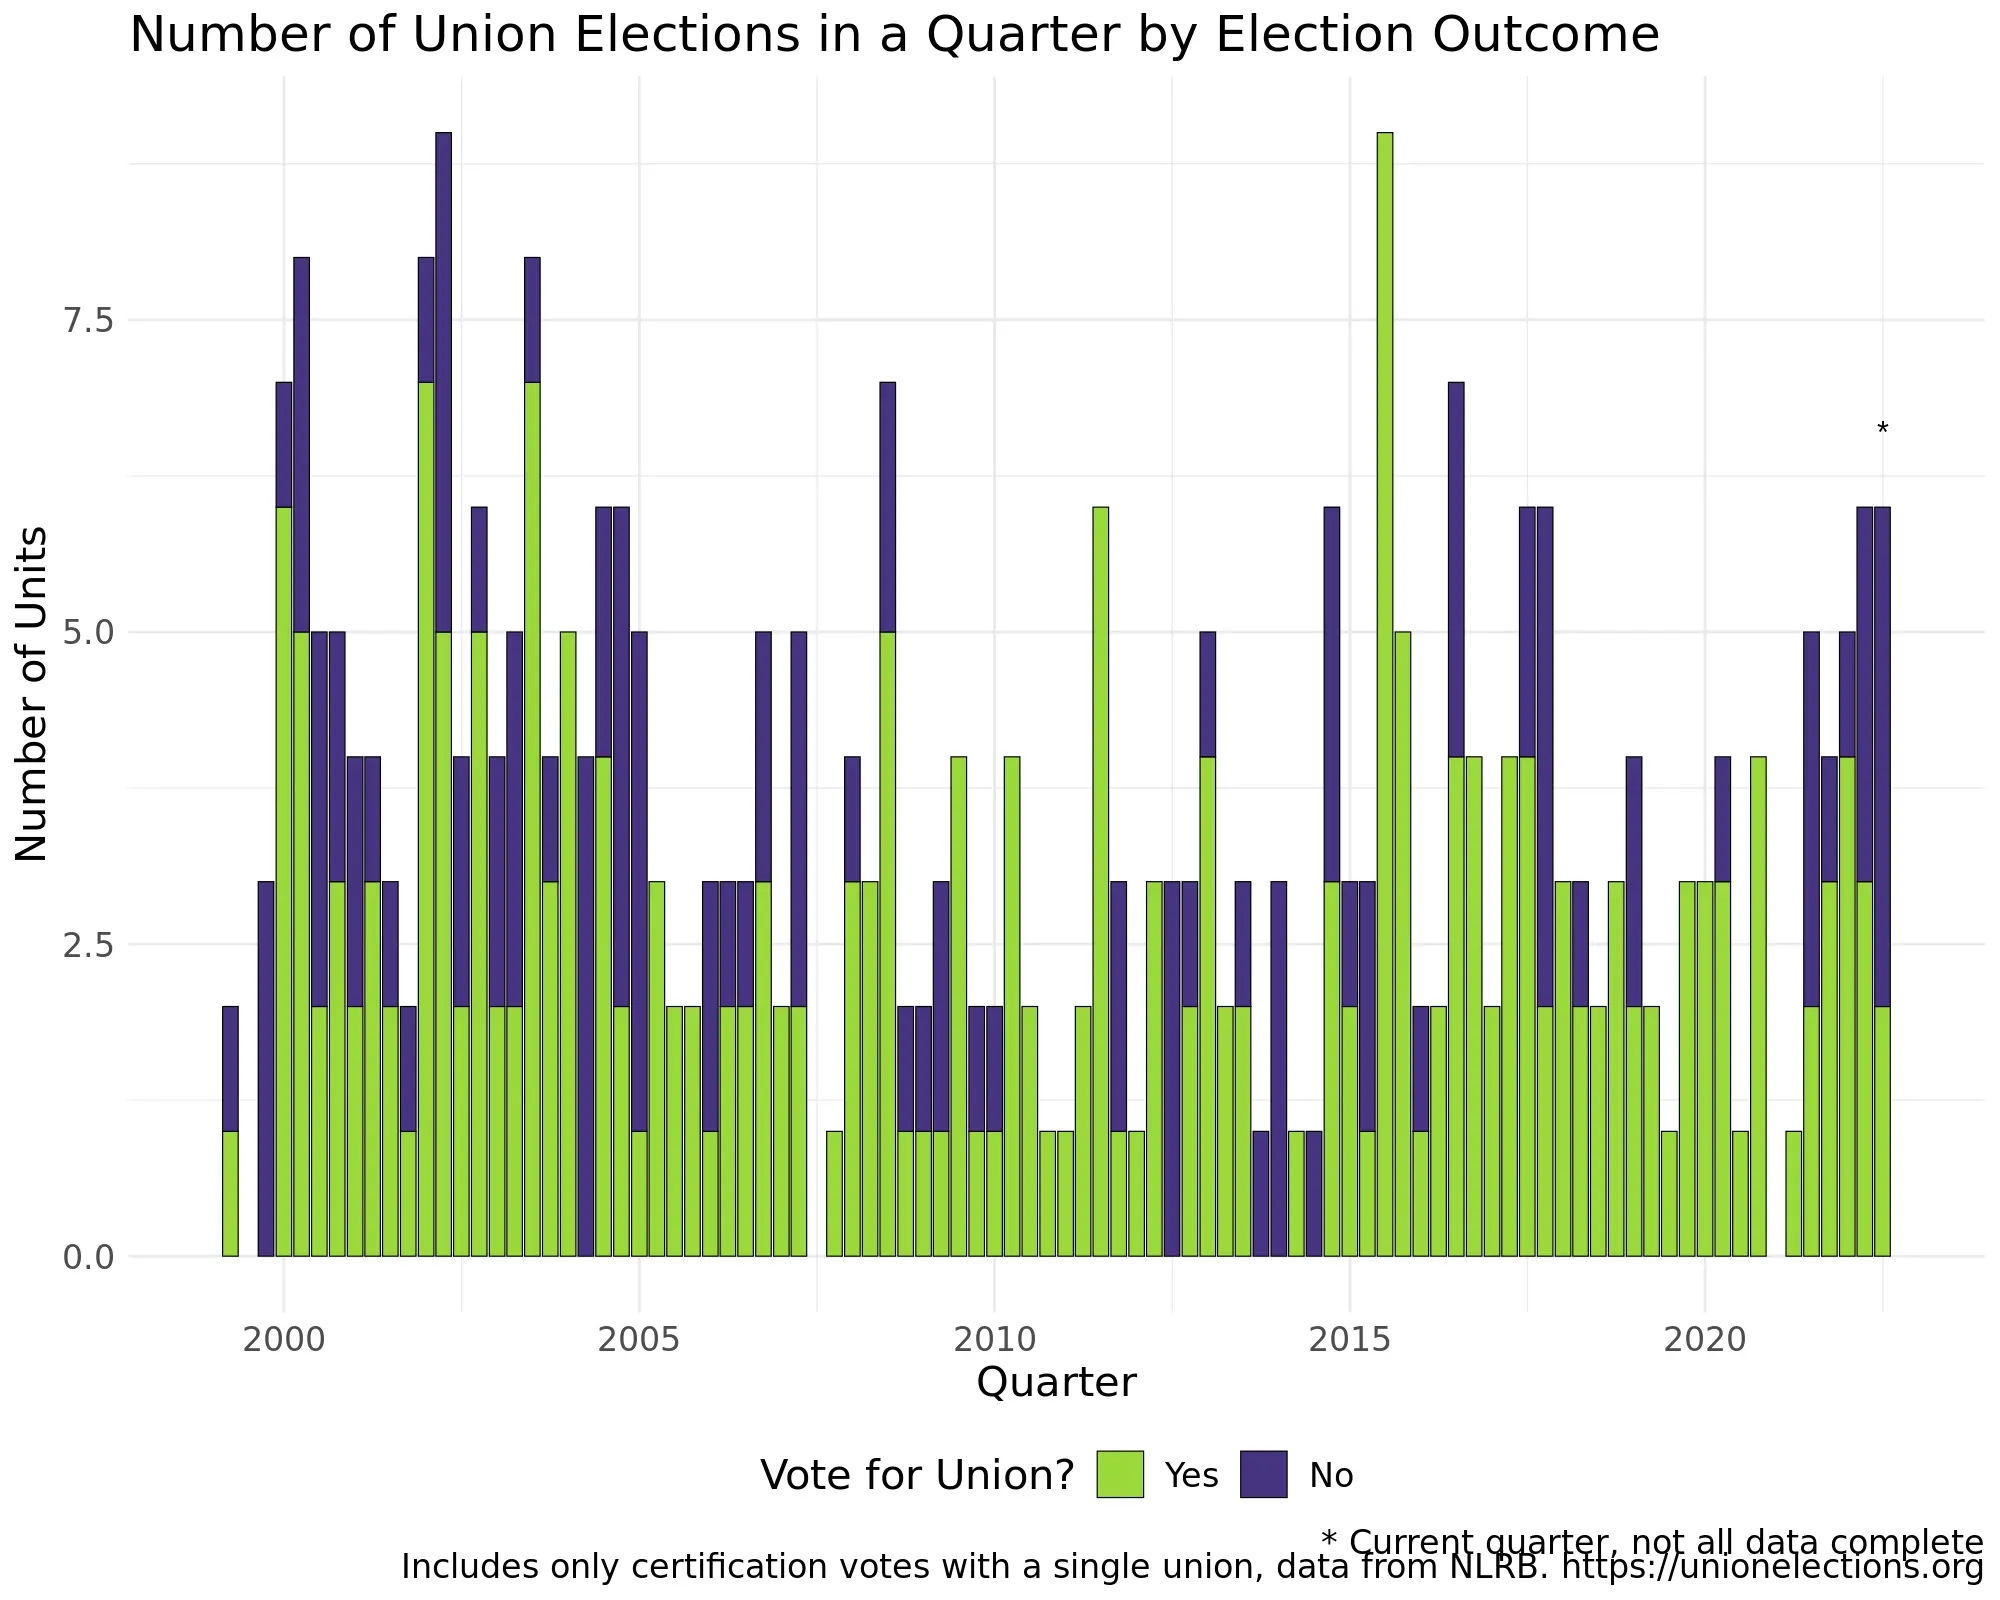 Number of Union Elections in a Quarter by Election Outcome
Number of Units
7.5
5.0
2.5
0.0
*
2000 2005 2010 2015 2020
Quarter
Vote for Union? Yes No
* Current quarter, not all data complete
Includes only certification votes with a single union, data from NLRB. https://unionelections.org